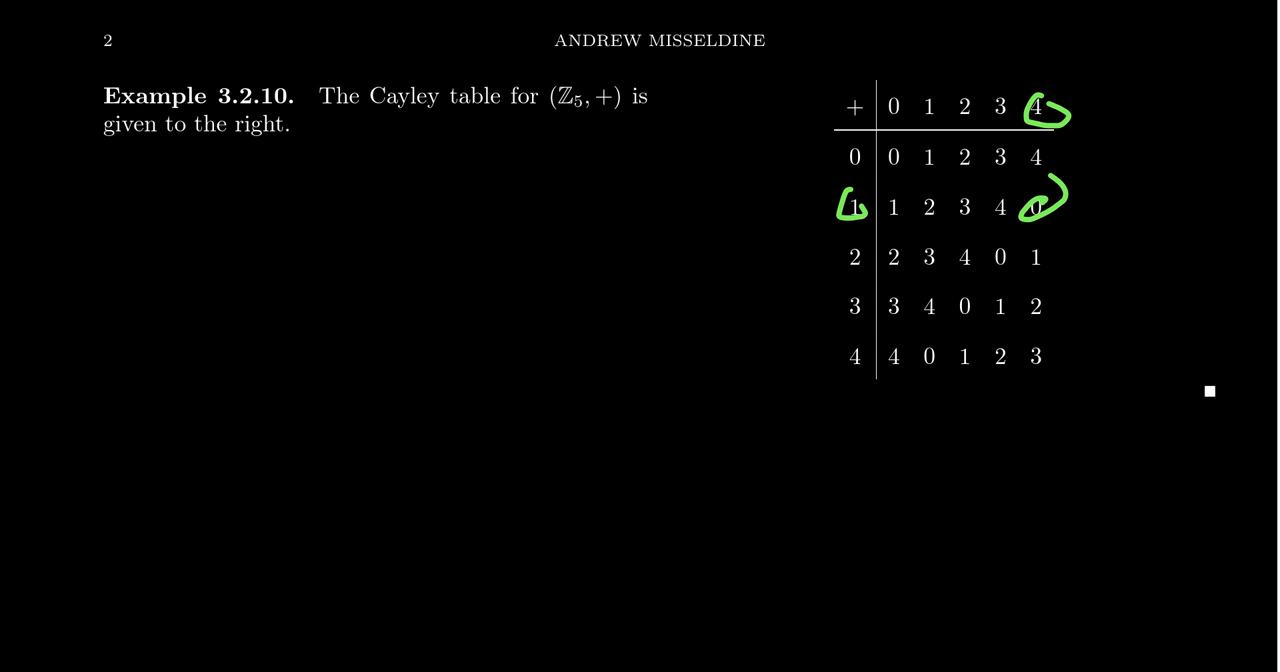 2 ANDREW MISSELDINE
Example 3.2.10. The Cayley table for (ℤ₅, +) is
given to the right.
+ 0 1 2 3 4
0 0 1 2 3 4
1 1 2 3 4 0
2 2 3 4 0 1
3 3 4 0 1 2
4 4 0 1 2 3